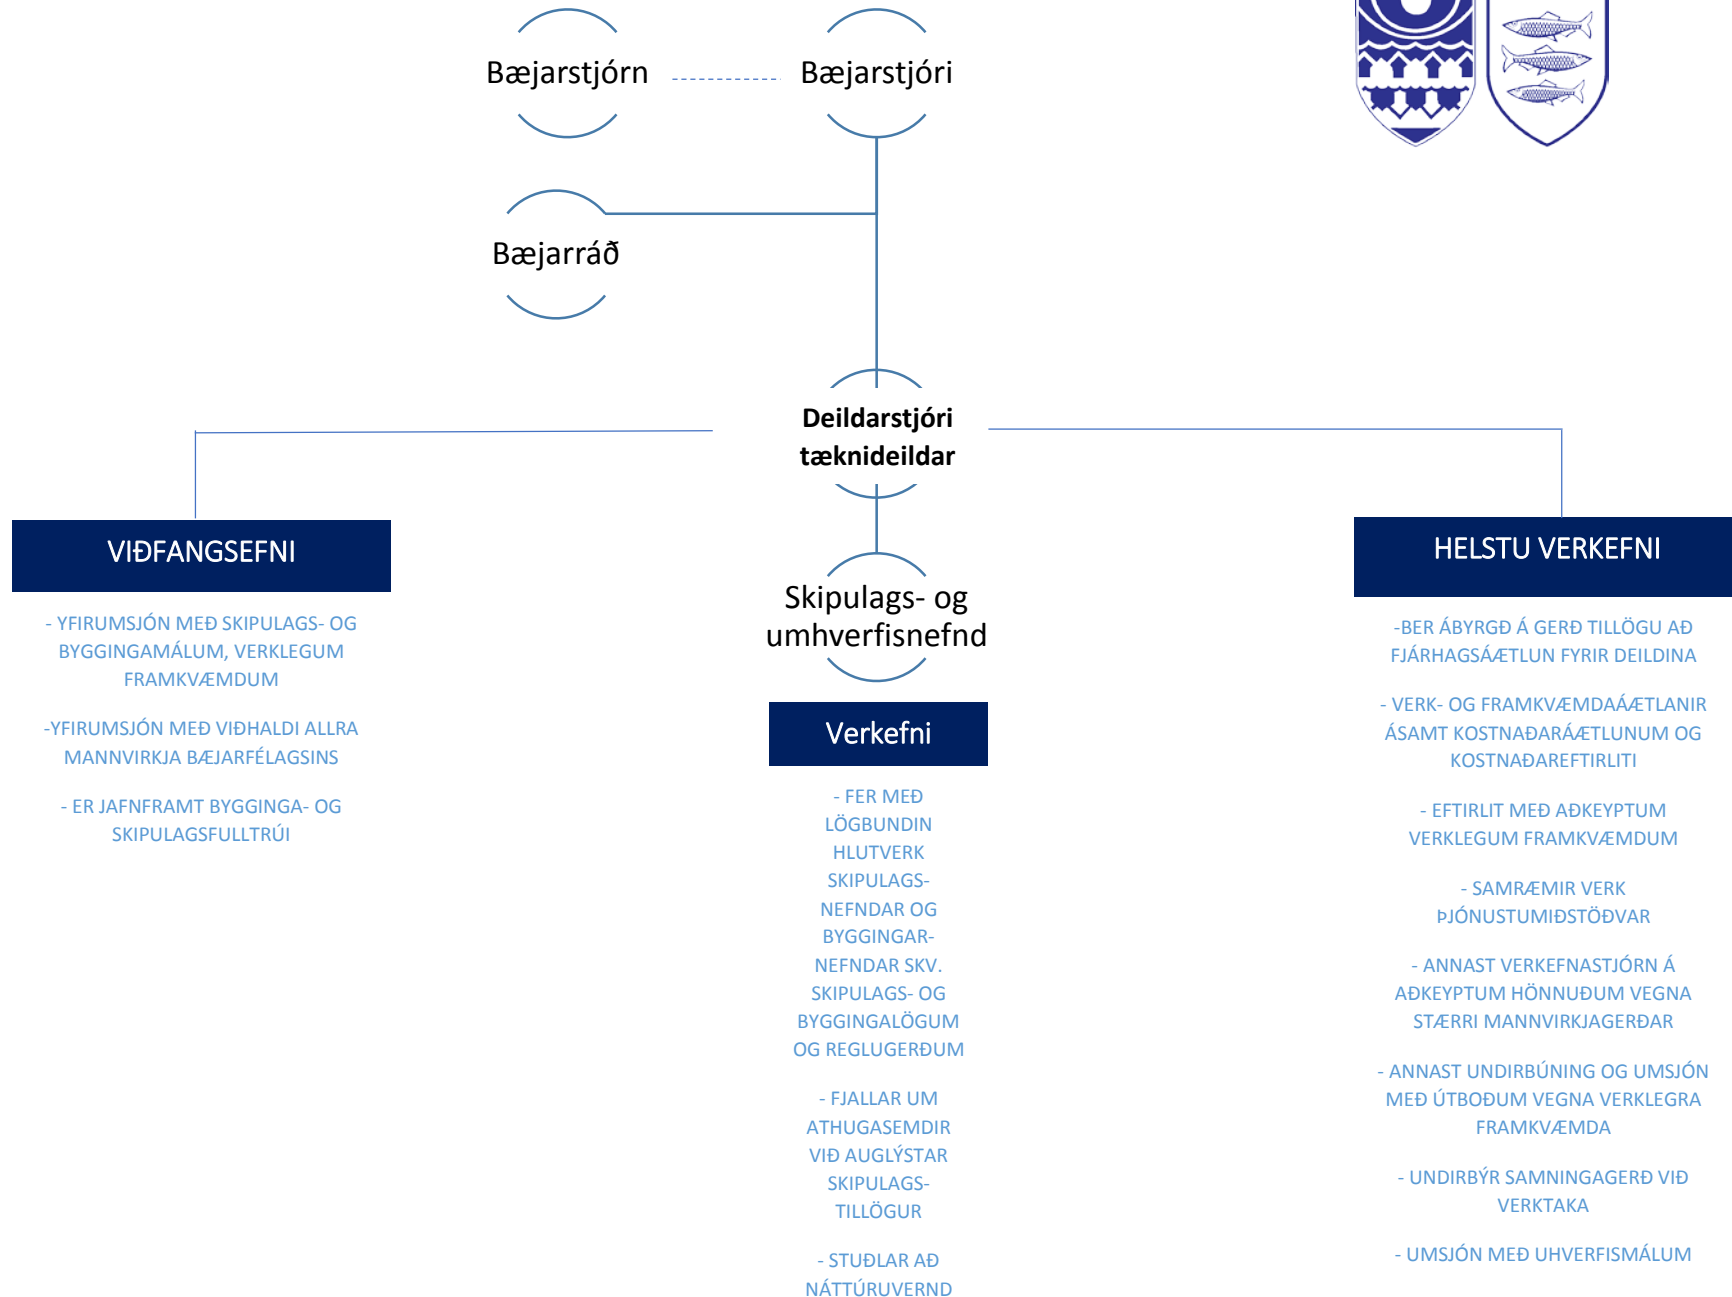 Bæjarstjórn
Bæjarstjóri
Bæjarráð
Deildarstjóri
tæknideildar
VIÐFANGSEFNI
- YFIRUMSJÓN MEÐ SKIPULAGS- OG
BYGGINGAMÁLUM, VERKLEGUM
FRAMKVÆMDUM
-YFIRUMSJÓN MEÐ VIÐHALDI ALLRA
MANNVIRKJA BÆJARFÉLAGSINS
- ER JAFNFRAMT BYGGINGA- OG
SKIPULAGSFULLTRÚI
Skipulags- og
umhverfisnefnd
Verkefni
- FER MEÐ
LÖGBUNDIN
HLUTVERK
SKIPULAGS-
NEFNDAR OG
BYGGINGAR-
NEFNDAR SKV.
SKIPULAGS- OG
BYGGINGALÖGUM
OG REGLUGERÐUM
- FJALLAR UM
ATHUGASEMDIR
VIÐ AUGLÝSTAR
SKIPULAGS-
TILLÖGUR
- STUÐLAR AÐ
NÁTTÚRUVERND
HELSTU VERKEFNI
-BER ÁBYRGÐ Á GERÐ TILLÖGU AÐ
FJÁRHAGSÁÆTLUN FYRIR DEILDINA
- VERK- OG FRAMKVÆMDAÁÆTLANIR
ÁSAMT KOSTNAÐARÁÆTLUNUM OG
KOSTNAÐAREFTIRLITI
- EFTIRLIT MEÐ AÐKEYPTUM
VERKLEGUM FRAMKVÆMDUM
- SAMRÆMIR VERK
ÞJÓNUSTUMIÐSTÖÐVAR
- ANNAST VERKEFNASTJÓRN Á
AÐKEYPTUM HÖNNUÐUM VEGNA
STÆRRI MANNVIRKJAGERÐAR
- ANNAST UNDIRBÚNING OG UMSJÓN
MEÐ ÚTBOÐUM VEGNA VERKLEGRA
FRAMKVÆMDA
- UNDIRBÝR SAMNINGAGERÐ VIÐ
VERKTAKA
- UMSJÓN MEÐ UHVERFISMÁLUM